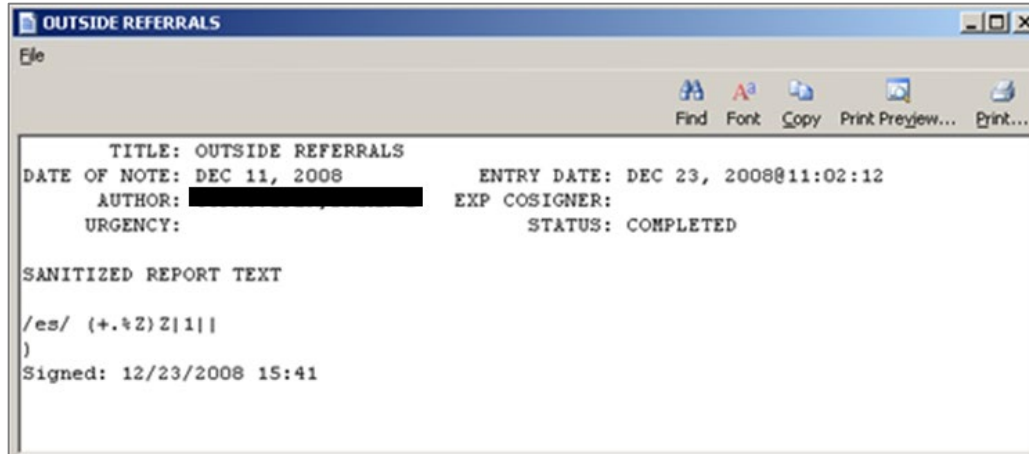 OUTSIDE REFERRALS
File
Find Font Copy Print Preview... Print...
TITLE: OUTSIDE REFERRALS
DATE OF NOTE: DEC 11, 2008 ENTRY DATE: DEC 23, 2008@11:02:12
AUTHOR: EXP COSIGNER:
URGENCY: STATUS: COMPLETED
SANITIZED REPORT TEXT
/es/ (+.%Z)Z|1||
)
Signed: 12/23/2008 15:41